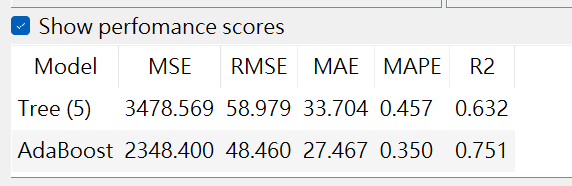 Show perfomance scores
Model MSE RMSE MAE MAPE R2
Tree (5) 3478.569 58.979 33.704 0.457 0.632
AdaBoost 2348.400 48.460 27.467 0.350 0.751